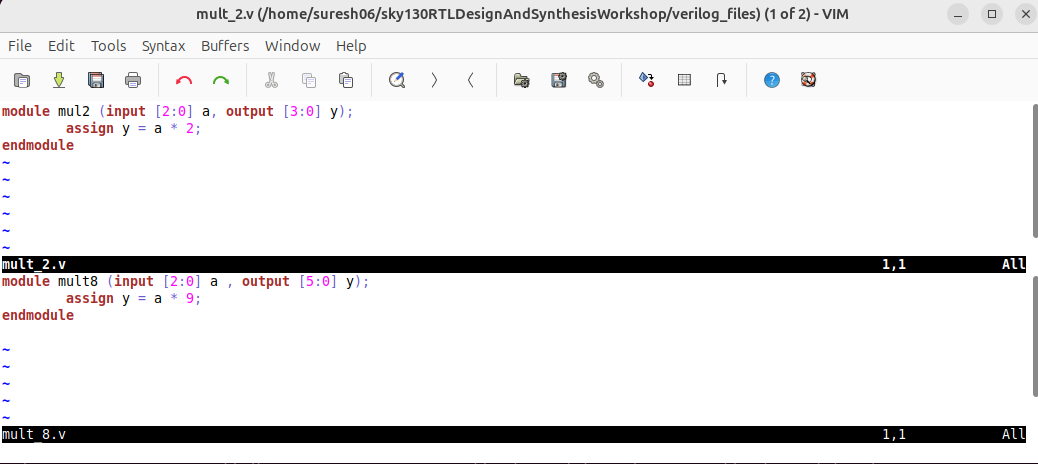 mult_2.v (/home/suresh06/sky130RTLDesignAndSynthesisWorkshop/verilog_files) (1 of 2) - VIM
File Edit Tools Syntax Buffers Window Help
module mul2 (input [2:0] a, output [3:0] y);
        assign y = a * 2;
endmodule
~
~
~
~
~
~
mult_2.v 1,1 All
module mult8 (input [2:0] a , output [5:0] y);
        assign y = a * 9;
endmodule
~
~
~
~
~
mult_8.v 1,1 All